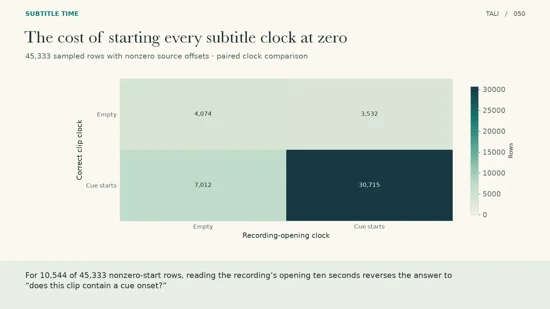 SUBTITLE TIME
TALI / 050
The cost of starting every subtitle clock at zero
45,333 sampled rows with nonzero source offsets · paired clock comparison
Correct clip clock
Empty
4,074
3,532
Cue starts
7,012
30,715
Empty
Cue starts
Recording-opening clock
30000
25000
20000
15000
10000
5000
0
Rows
For 10,544 of 45,333 nonzero-start rows, reading the recording's opening ten seconds reverses the answer to
"does this clip contain a cue onset?"